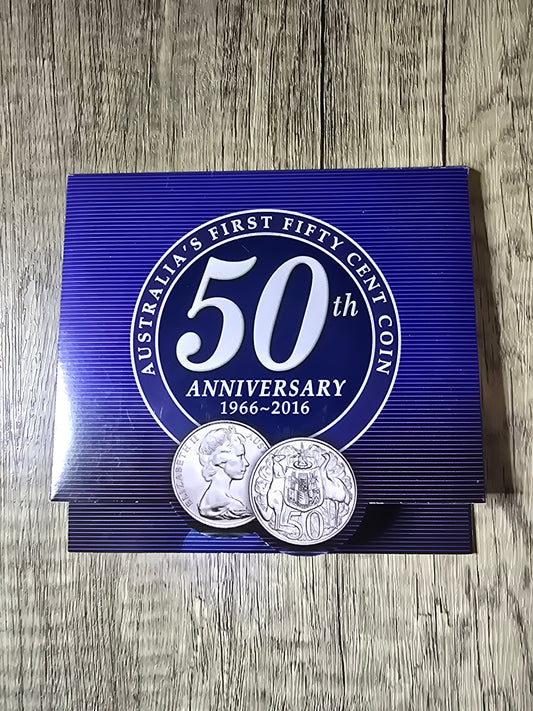 AUSTRALIA'S FIRST FIFTY CENT COIN
50th
ANNIVERSARY
1966~2016
ELIZABETH II
50